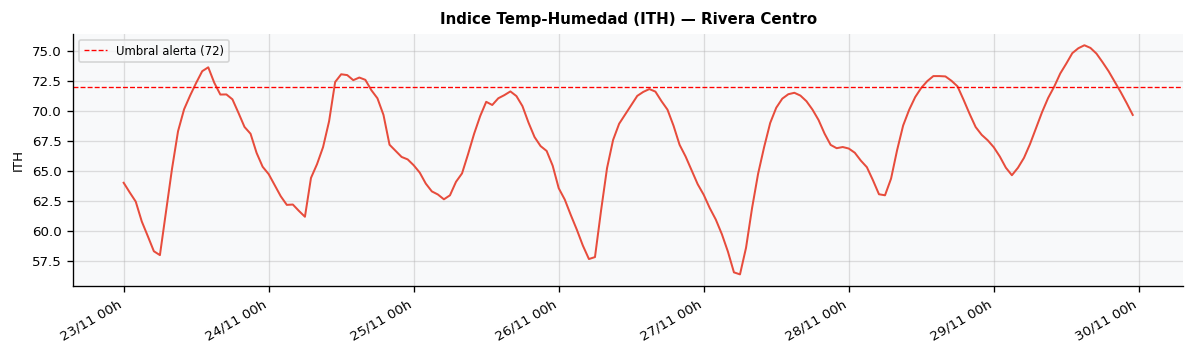 Indice Temp-Humedad (ITH) — Rivera Centro
Umbral alerta (72)
ITH
75.0
72.5
70.0
67.5
65.0
62.5
60.0
57.5
23/11 00h
24/11 00h
25/11 00h
26/11 00h
27/11 00h
28/11 00h
29/11 00h
30/11 00h